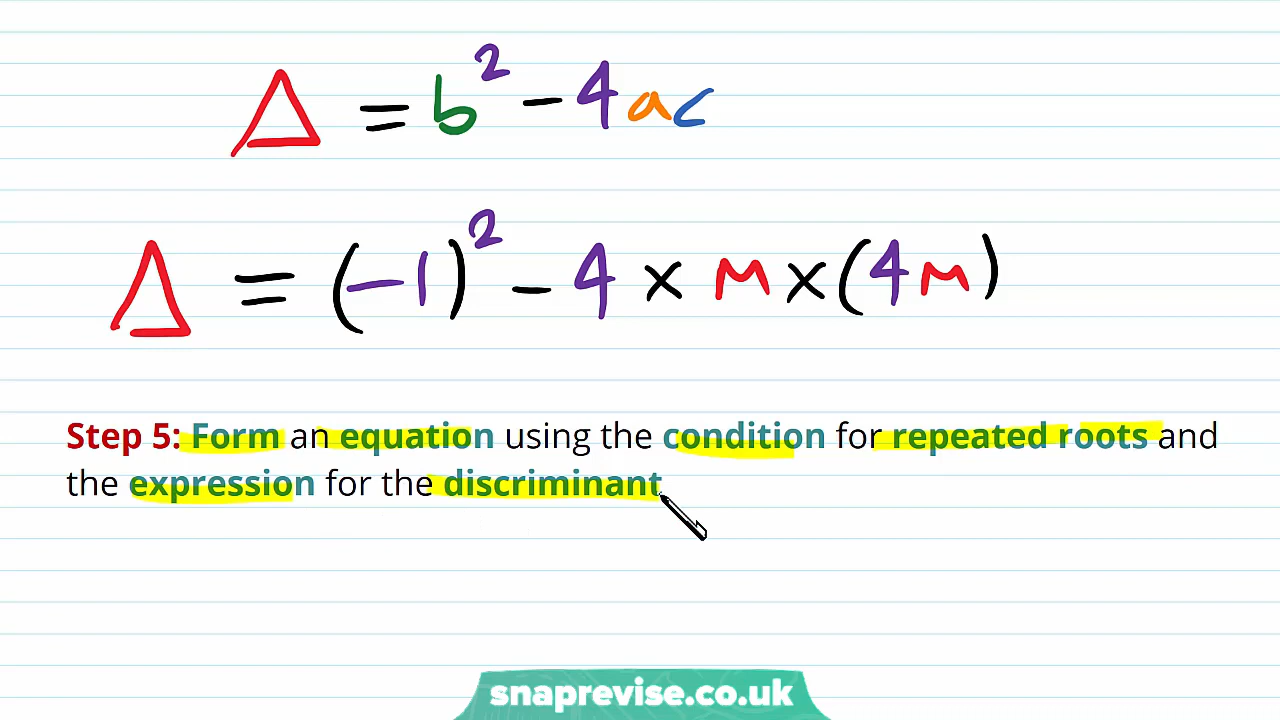 Δ = b² - 4ac
Δ = (-1)² - 4 × m × (4m)
Step 5: Form an equation using the condition for repeated roots and
the expression for the discriminant
snaprevise.co.uk